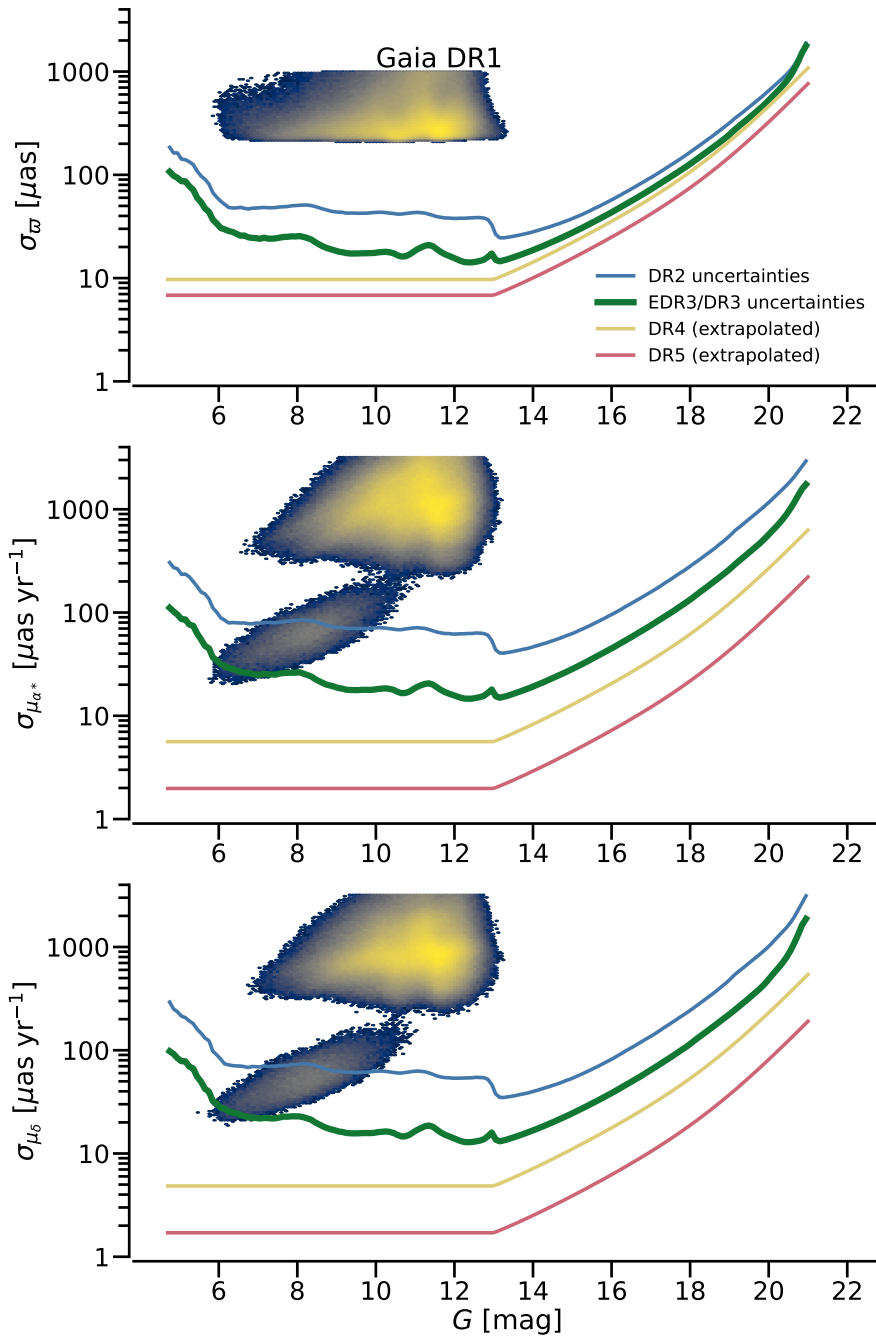 Gaia DR1
1000
100
10
1
σϖ [μas]
DR2 uncertainties
EDR3/DR3 uncertainties
DR4 (extrapolated)
DR5 (extrapolated)
6 8 10 12 14 16 18 20 22
1000
100
10
1
σμα* [μas yr−1]
6 8 10 12 14 16 18 20 22
1000
100
10
1
σμδ [μas yr−1]
6 8 10 12 14 16 18 20 22
G [mag]